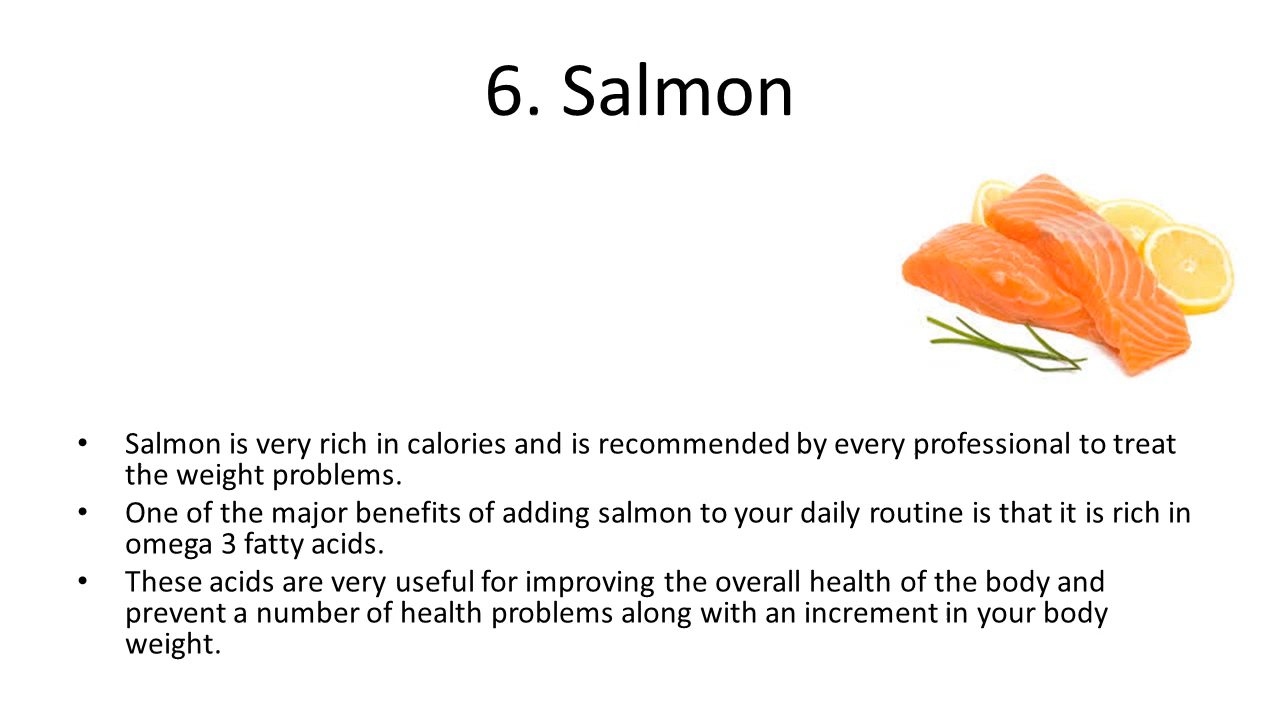 6. Salmon
• Salmon is very rich in calories and is recommended by every professional to treat
the weight problems.
• One of the major benefits of adding salmon to your daily routine is that it is rich in
omega 3 fatty acids.
• These acids are very useful for improving the overall health of the body and
prevent a number of health problems along with an increment in your body
weight.